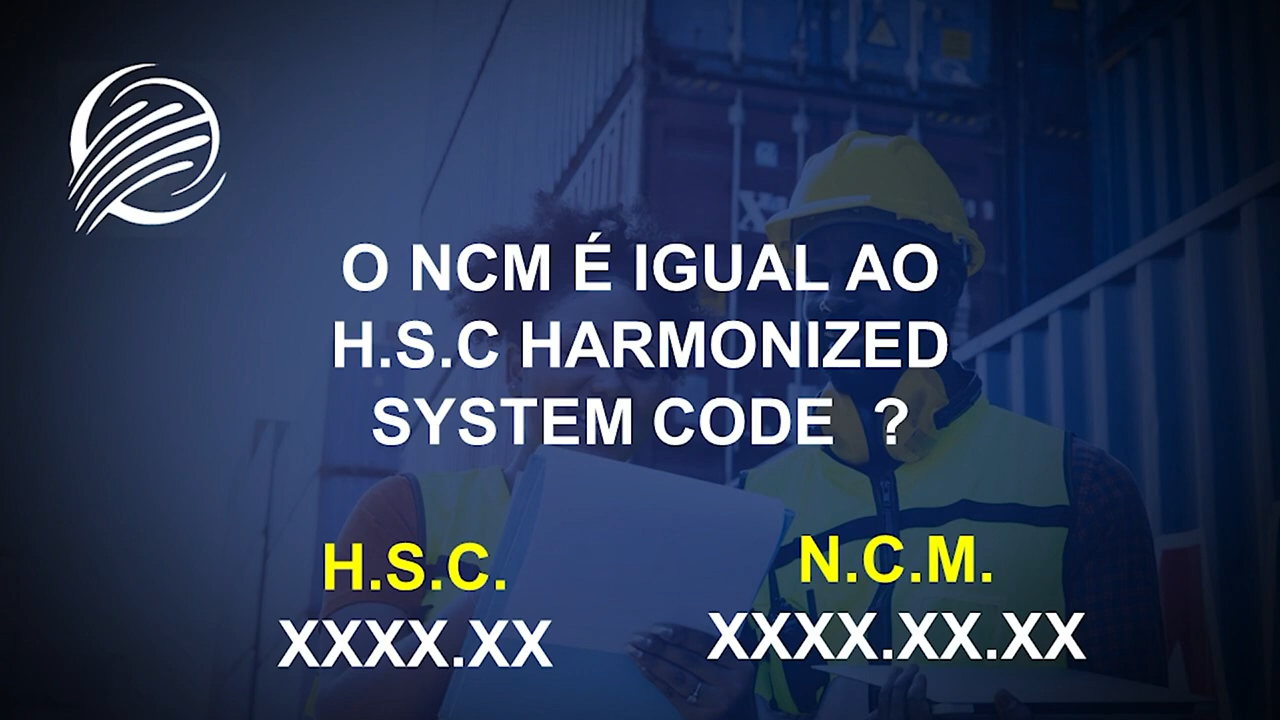 O NCM É IGUAL AO
H.S.C HARMONIZED
SYSTEM CODE ?
H.S.C.
XXXX.XX
N.C.M.
XXXX.XX.XX